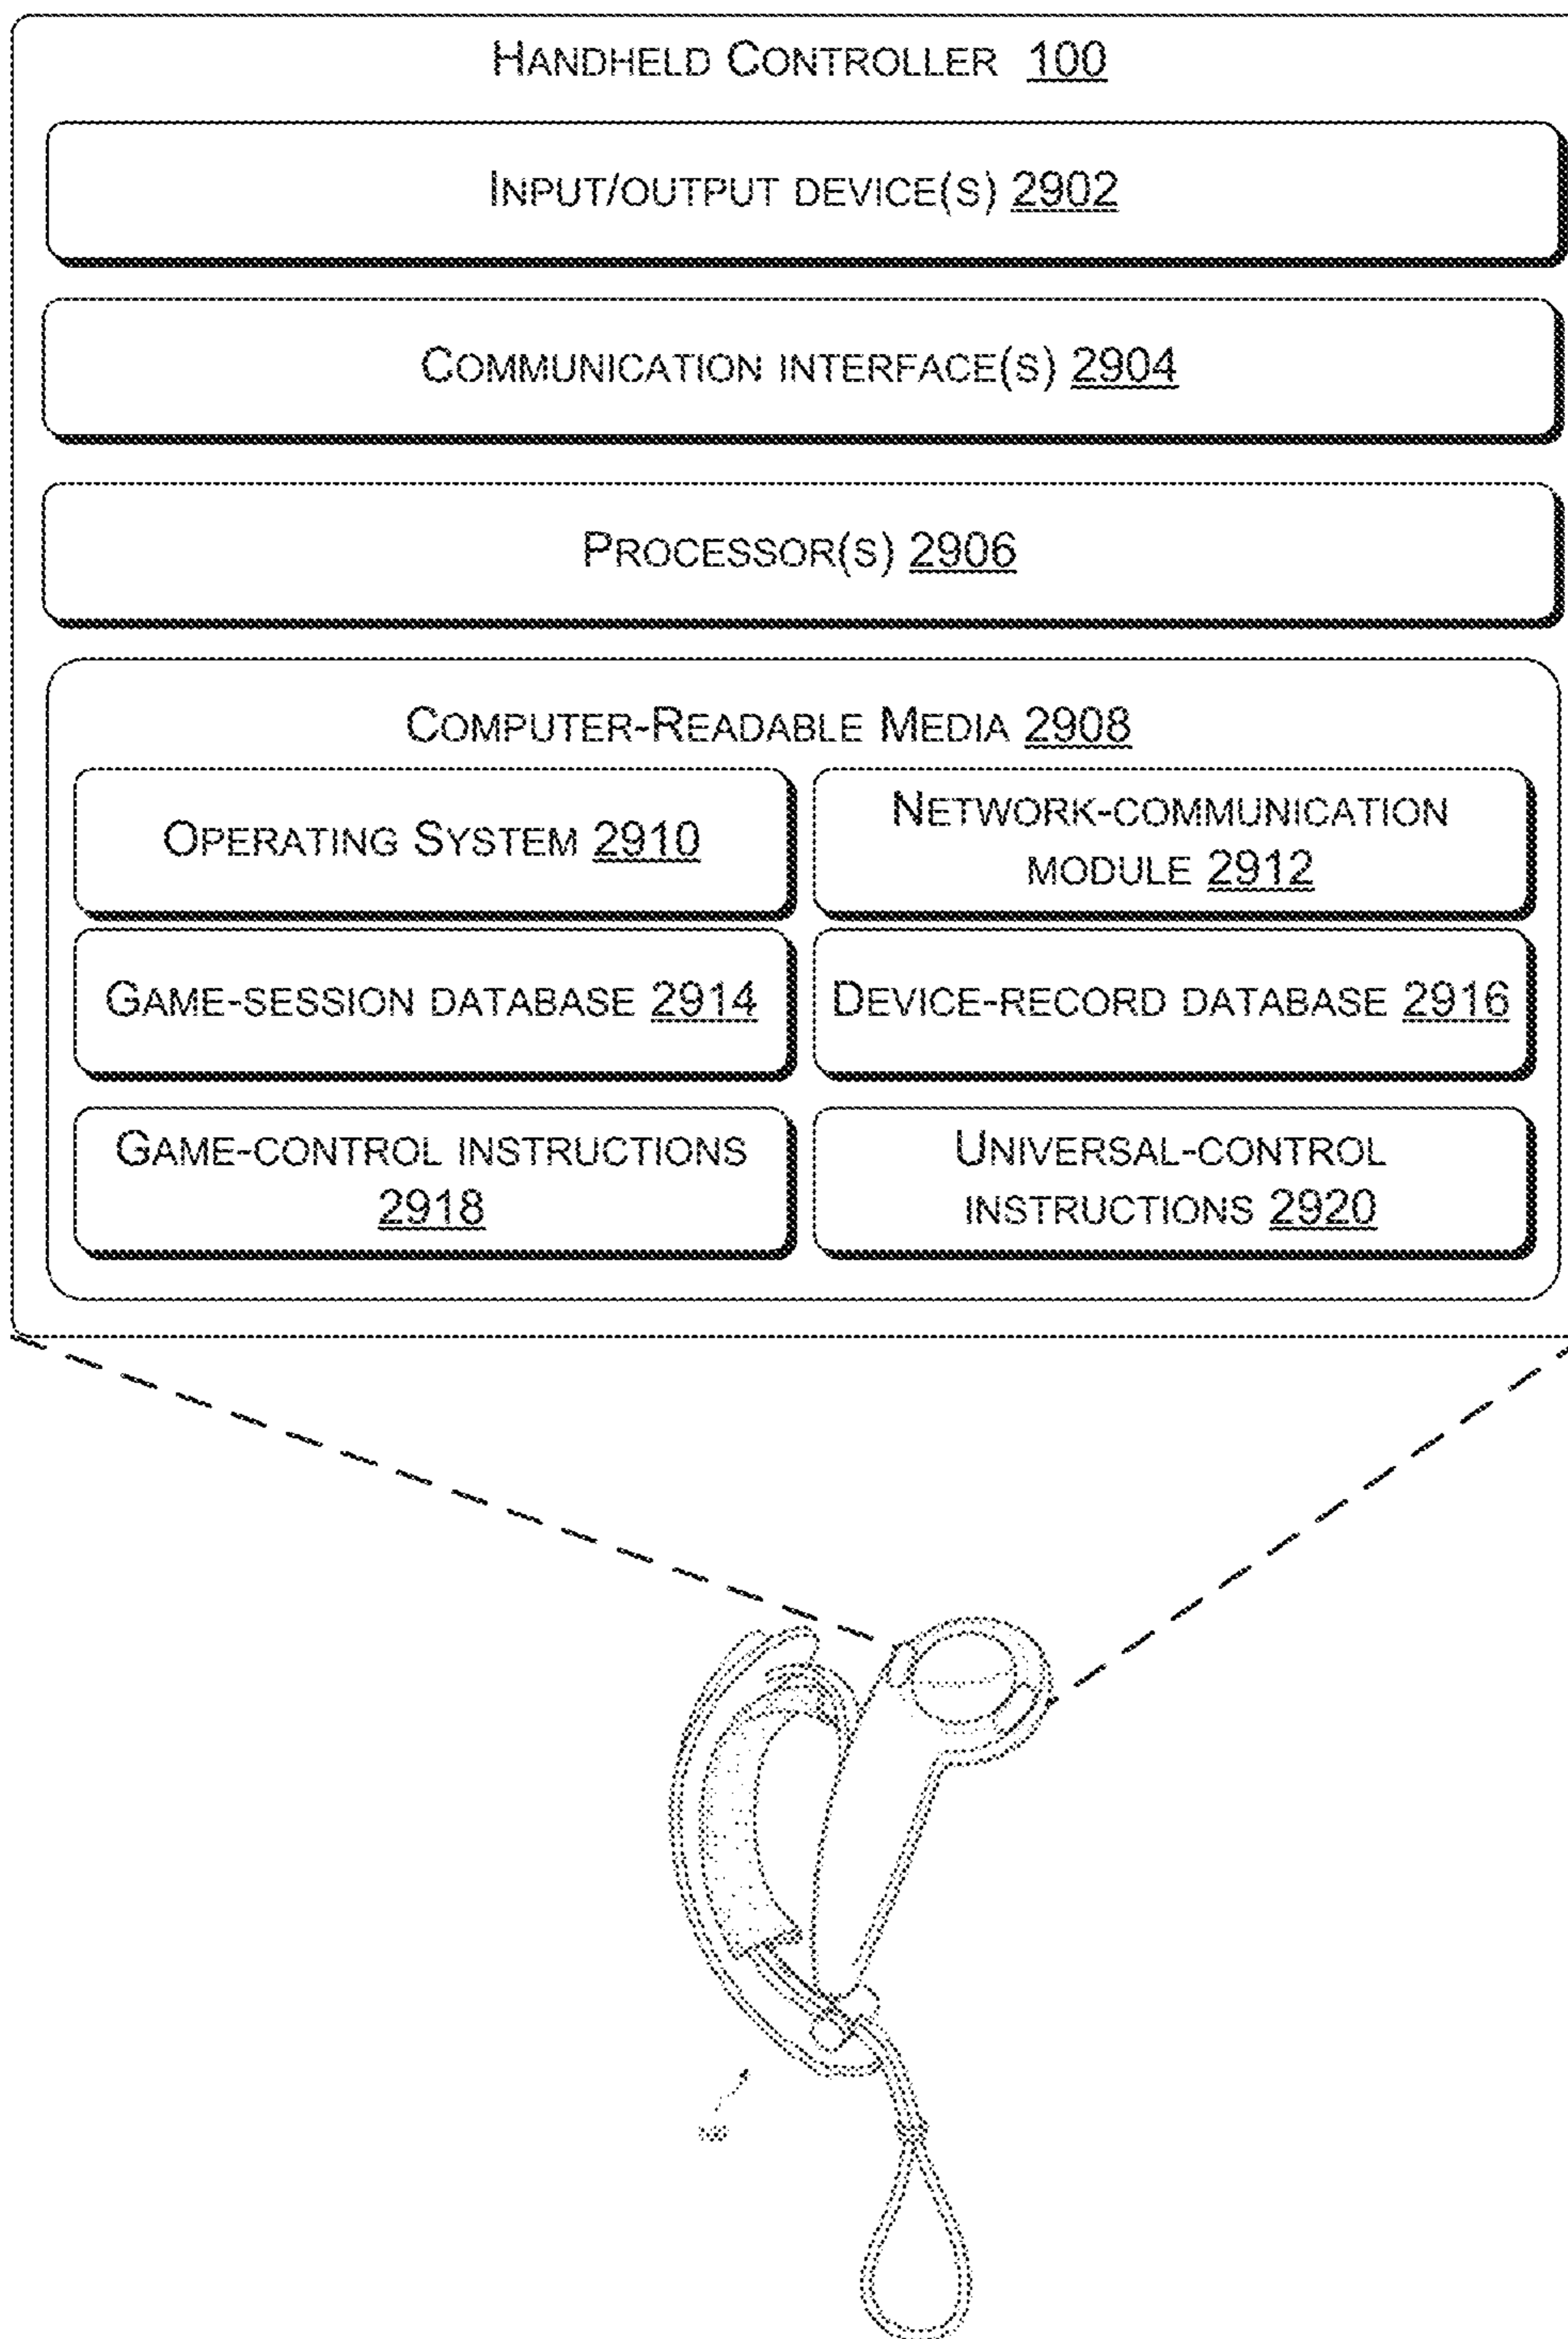 HANDHELD CONTROLLER 100
INPUT/OUTPUT DEVICE(S) 2902
COMMUNICATION INTERFACE(S) 2904
PROCESSOR(S) 2906
COMPUTER-READABLE MEDIA 2908
OPERATING SYSTEM 2910
NETWORK-COMMUNICATION
MODULE 2912
GAME-SESSION DATABASE 2914
DEVICE-RECORD DATABASE 2916
GAME-CONTROL INSTRUCTIONS
2918
UNIVERSAL-CONTROL
INSTRUCTIONS 2920